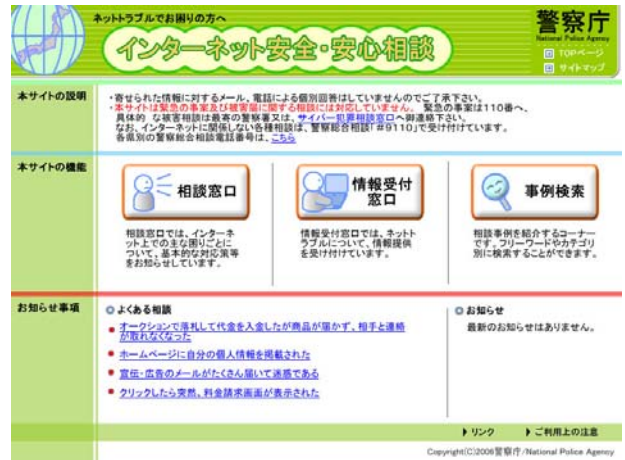 ネットトラブルでお困りの方へ
インターネット安全・安心相談
警察庁
National Police Agency
TOPページ
サイトマップ
本サイトの説明
・寄せられた情報に対するメール、電話による個別回答はしていませんのでご了承下さい。
・本サイトは緊急の事案及び被害届に関する相談には対応していません。 緊急の事案は110番へ、
具体的 な被害相談は最寄の警察署又は、サイバー犯罪相談窓口へ御連絡下さい。
なお、インターネットに関係しない各種相談は、警察総合相談「#9110」で受け付けています。
各県別の警察総合相談電話番号は、こちら
本サイトの機能
相談窓口
情報受付
窓口
事例検索
相談窓口では、インターネ
ット上での主な困りごとに
ついて、基本的な対応策等
をお知らせしています。
情報受付窓口では、ネットト
ラブルについて、情報提供
を受け付けています。
相談事例を紹介するコーナー
です。フリーワードやカテゴリ
別に検索することができます。
お知らせ事項
よくある相談
オークションで落札して代金を入金したが商品が届かず、相手と連絡
が取れなくなった
ホームページに自分の個人情報を掲載された
宣伝・広告のメールがたくさん届いて迷惑である
クリックしたら突然、料金請求画面が表示された
お知らせ
最新のお知らせはありません。
リンク
ご利用上の注意
Copyright(C)2006警察庁/National Police Agency